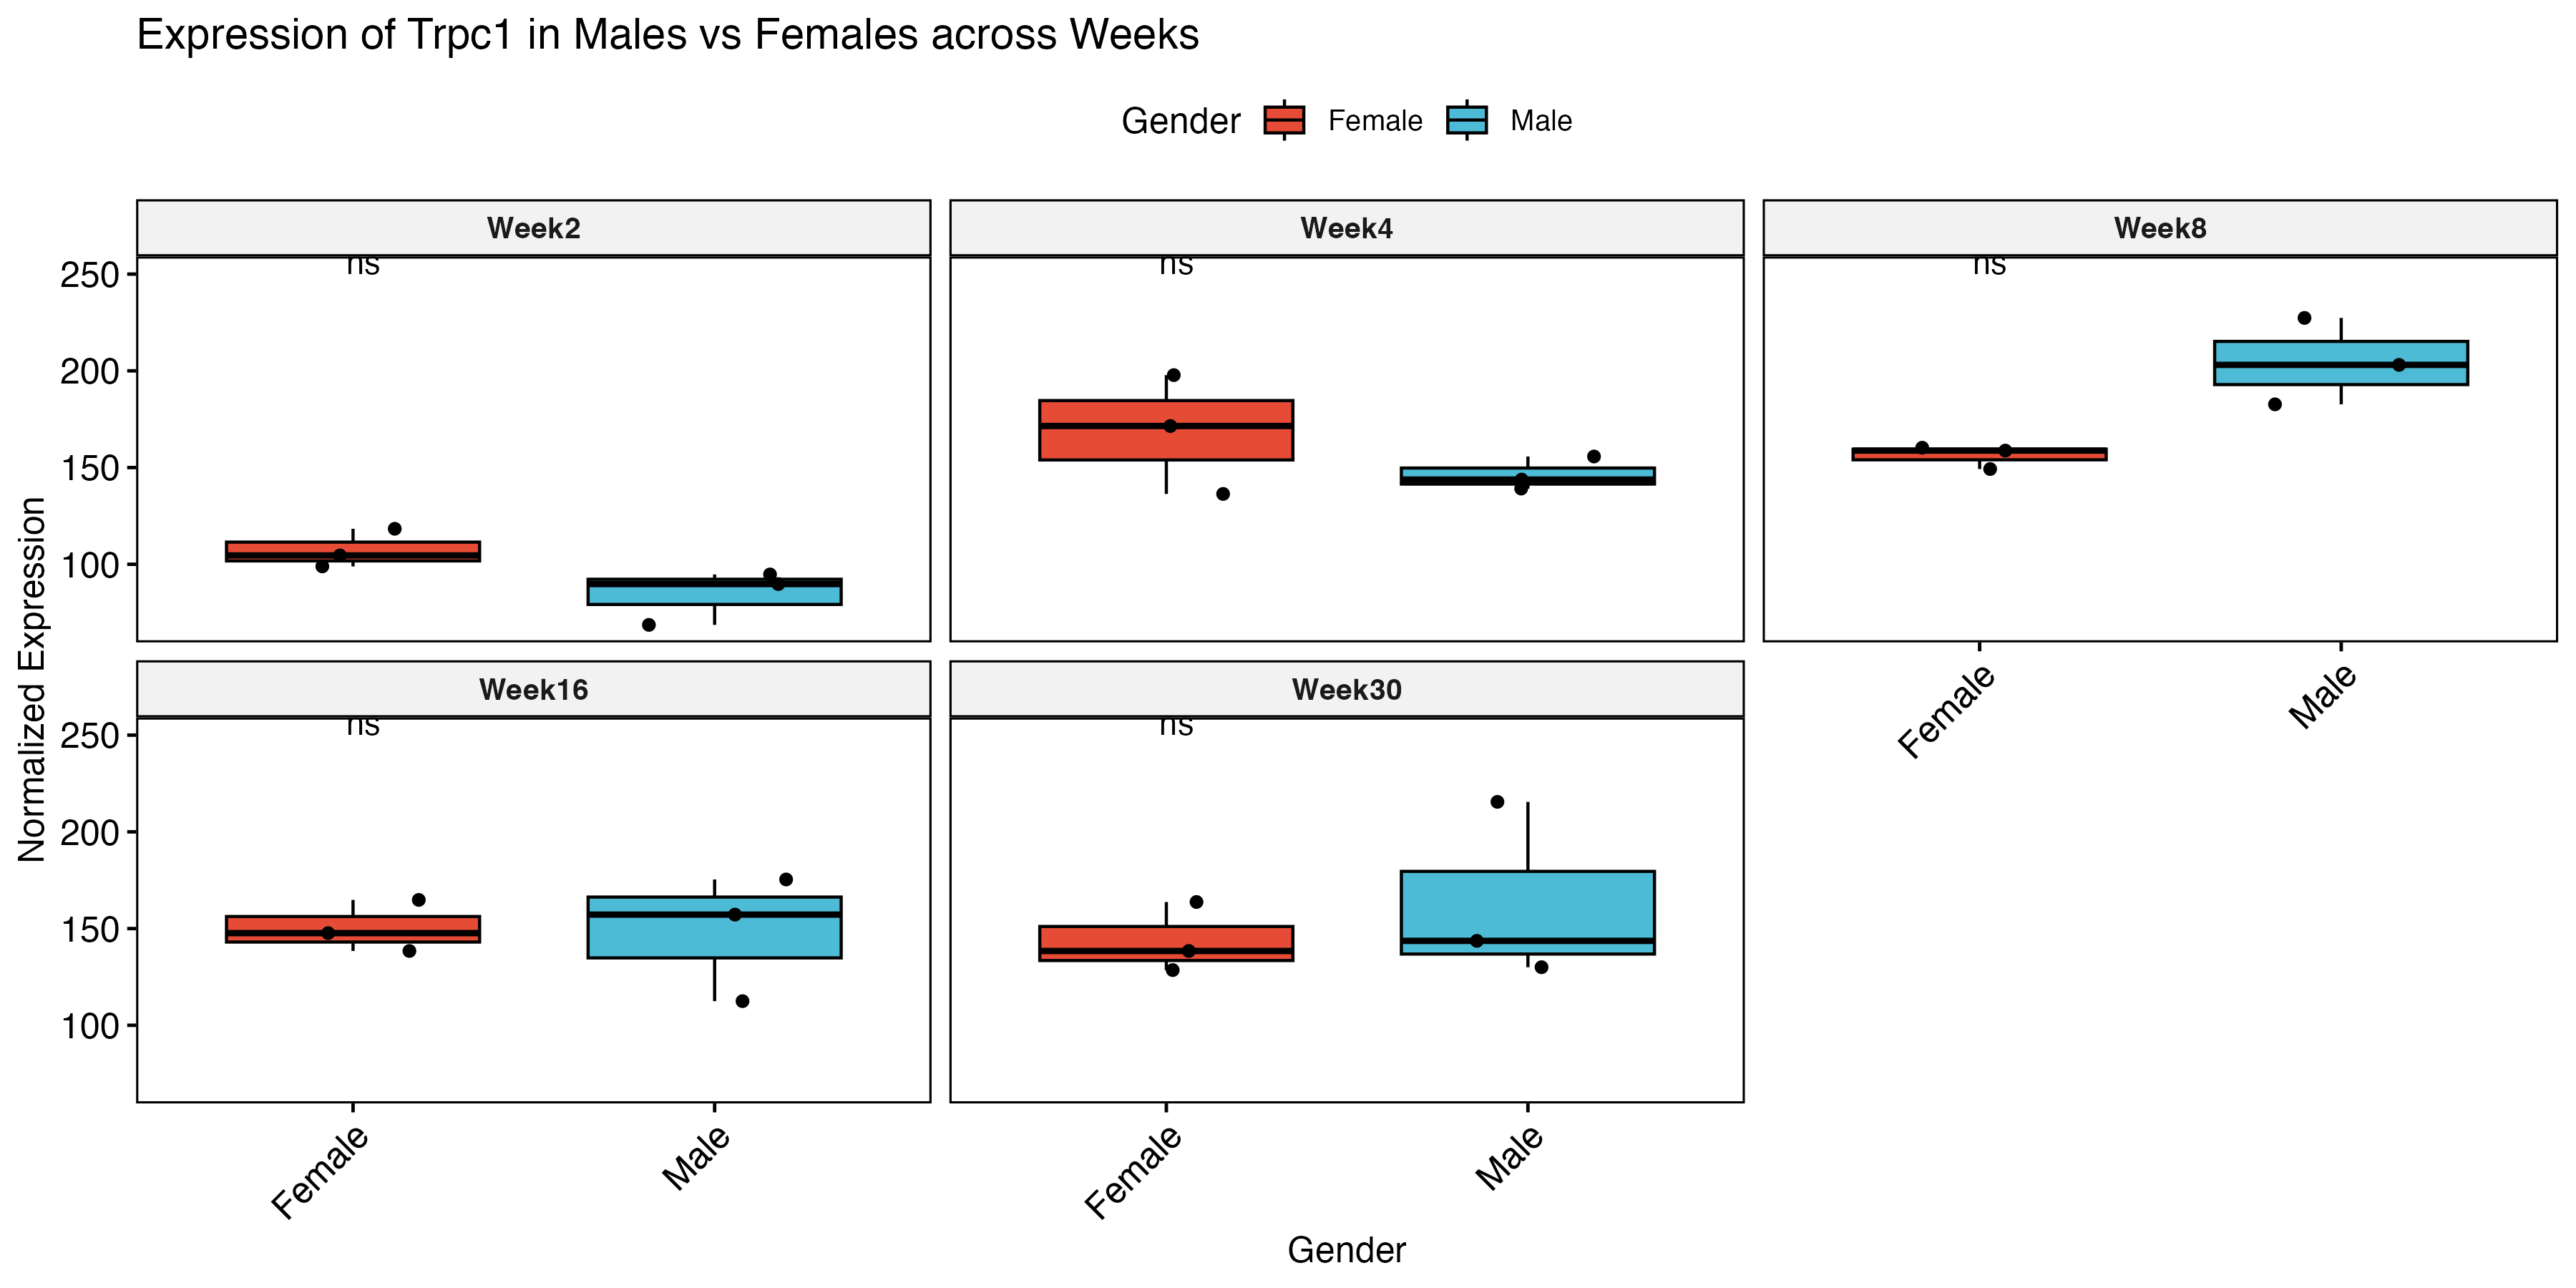 Expression of Trpc1 in Males vs Females across Weeks
Gender Female Male
Week2 Week4 Week8
ns ns ns
250
200
150
100
Female Male
Normalized Expression
Week16 Week30
ns ns
250
200
150
100
Female Male Female Male
Gender